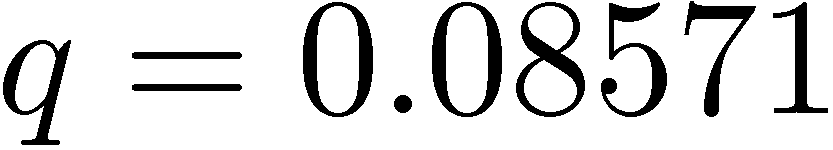 q = 0.08571